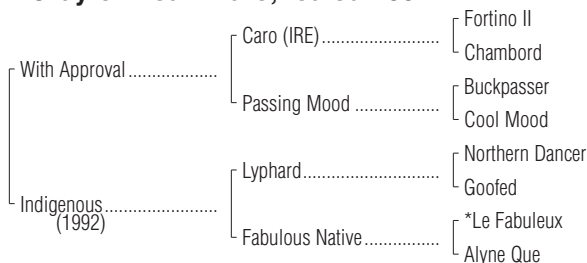 Fortino II
Caro (IRE)
Chambord
With Approval
Buckpasser
Passing Mood
Cool Mood
Northern Dancer
Lyphard
Goofed
Indigenous
(1992)
*Le Fabuleux
Fabulous Native
Alyne Que